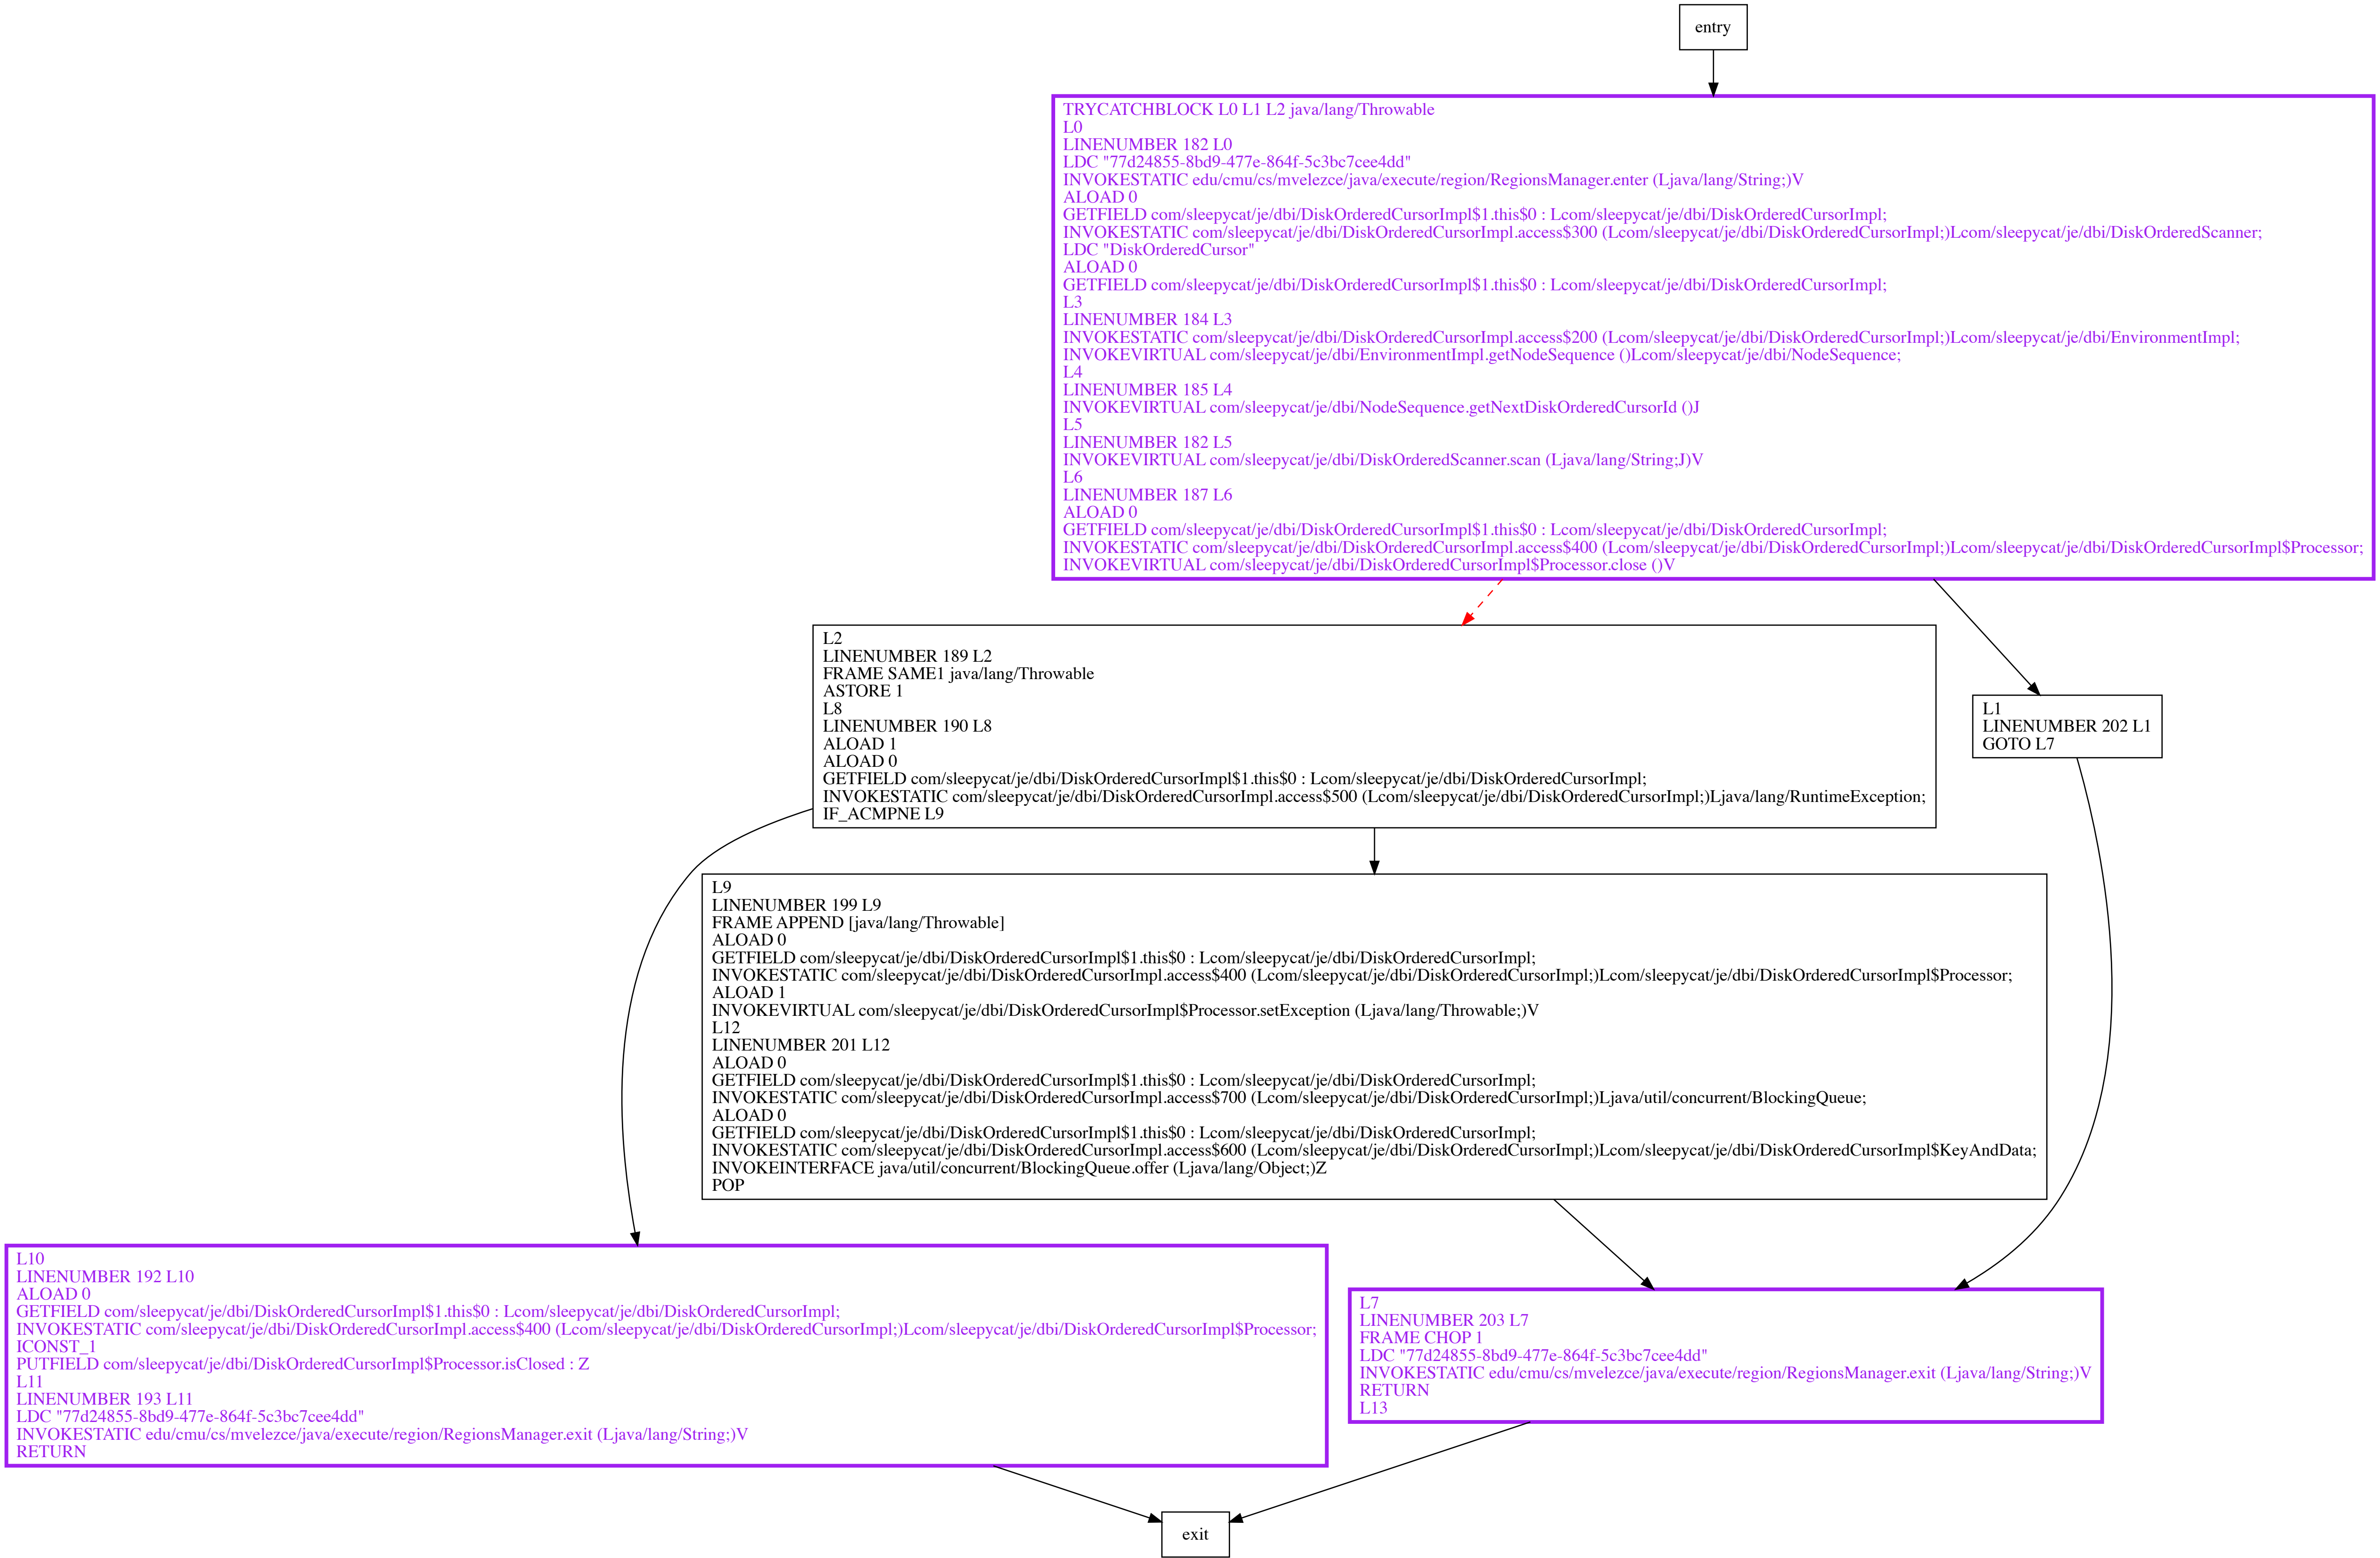 entry
TRYCATCHBLOCK L0 L1 L2 java/lang/Throwable
L0
LINENUMBER 182 L0
LDC "77d24855-8bd9-477e-864f-5c3bc7cee4dd"
INVOKESTATIC edu/cmu/cs/mvelezce/java/execute/region/RegionsManager.enter (Ljava/lang/String;)V
ALOAD 0
GETFIELD com/sleepycat/je/dbi/DiskOrderedCursorImpl$1.this$0 : Lcom/sleepycat/je/dbi/DiskOrderedCursorImpl;
INVOKESTATIC com/sleepycat/je/dbi/DiskOrderedCursorImpl.access$300 (Lcom/sleepycat/je/dbi/DiskOrderedCursorImpl;)Lcom/sleepycat/je/dbi/DiskOrderedScanner;
LDC "DiskOrderedCursor"
ALOAD 0
GETFIELD com/sleepycat/je/dbi/DiskOrderedCursorImpl$1.this$0 : Lcom/sleepycat/je/dbi/DiskOrderedCursorImpl;
L3
LINENUMBER 184 L3
INVOKESTATIC com/sleepycat/je/dbi/DiskOrderedCursorImpl.access$200 (Lcom/sleepycat/je/dbi/DiskOrderedCursorImpl;)Lcom/sleepycat/je/dbi/EnvironmentImpl;
INVOKEVIRTUAL com/sleepycat/je/dbi/EnvironmentImpl.getNodeSequence ()Lcom/sleepycat/je/dbi/NodeSequence;
L4
LINENUMBER 185 L4
INVOKEVIRTUAL com/sleepycat/je/dbi/NodeSequence.getNextDiskOrderedCursorId ()J
L5
LINENUMBER 182 L5
INVOKEVIRTUAL com/sleepycat/je/dbi/DiskOrderedScanner.scan (Ljava/lang/String;J)V
L6
LINENUMBER 187 L6
ALOAD 0
GETFIELD com/sleepycat/je/dbi/DiskOrderedCursorImpl$1.this$0 : Lcom/sleepycat/je/dbi/DiskOrderedCursorImpl;
INVOKESTATIC com/sleepycat/je/dbi/DiskOrderedCursorImpl.access$400 (Lcom/sleepycat/je/dbi/DiskOrderedCursorImpl;)Lcom/sleepycat/je/dbi/DiskOrderedCursorImpl$Processor;
INVOKEVIRTUAL com/sleepycat/je/dbi/DiskOrderedCursorImpl$Processor.close ()V
L2
LINENUMBER 189 L2
FRAME SAME1 java/lang/Throwable
ASTORE 1
L8
LINENUMBER 190 L8
ALOAD 1
ALOAD 0
GETFIELD com/sleepycat/je/dbi/DiskOrderedCursorImpl$1.this$0 : Lcom/sleepycat/je/dbi/DiskOrderedCursorImpl;
INVOKESTATIC com/sleepycat/je/dbi/DiskOrderedCursorImpl.access$500 (Lcom/sleepycat/je/dbi/DiskOrderedCursorImpl;)Ljava/lang/RuntimeException;
IF_ACMPNE L9
L1
LINENUMBER 202 L1
GOTO L7
L9
LINENUMBER 199 L9
FRAME APPEND [java/lang/Throwable]
ALOAD 0
GETFIELD com/sleepycat/je/dbi/DiskOrderedCursorImpl$1.this$0 : Lcom/sleepycat/je/dbi/DiskOrderedCursorImpl;
INVOKESTATIC com/sleepycat/je/dbi/DiskOrderedCursorImpl.access$400 (Lcom/sleepycat/je/dbi/DiskOrderedCursorImpl;)Lcom/sleepycat/je/dbi/DiskOrderedCursorImpl$Processor;
ALOAD 1
INVOKEVIRTUAL com/sleepycat/je/dbi/DiskOrderedCursorImpl$Processor.setException (Ljava/lang/Throwable;)V
L12
LINENUMBER 201 L12
ALOAD 0
GETFIELD com/sleepycat/je/dbi/DiskOrderedCursorImpl$1.this$0 : Lcom/sleepycat/je/dbi/DiskOrderedCursorImpl;
INVOKESTATIC com/sleepycat/je/dbi/DiskOrderedCursorImpl.access$700 (Lcom/sleepycat/je/dbi/DiskOrderedCursorImpl;)Ljava/util/concurrent/BlockingQueue;
ALOAD 0
GETFIELD com/sleepycat/je/dbi/DiskOrderedCursorImpl$1.this$0 : Lcom/sleepycat/je/dbi/DiskOrderedCursorImpl;
INVOKESTATIC com/sleepycat/je/dbi/DiskOrderedCursorImpl.access$600 (Lcom/sleepycat/je/dbi/DiskOrderedCursorImpl;)Lcom/sleepycat/je/dbi/DiskOrderedCursorImpl$KeyAndData;
INVOKEINTERFACE java/util/concurrent/BlockingQueue.offer (Ljava/lang/Object;)Z
POP
L10
LINENUMBER 192 L10
ALOAD 0
GETFIELD com/sleepycat/je/dbi/DiskOrderedCursorImpl$1.this$0 : Lcom/sleepycat/je/dbi/DiskOrderedCursorImpl;
INVOKESTATIC com/sleepycat/je/dbi/DiskOrderedCursorImpl.access$400 (Lcom/sleepycat/je/dbi/DiskOrderedCursorImpl;)Lcom/sleepycat/je/dbi/DiskOrderedCursorImpl$Processor;
ICONST_1
PUTFIELD com/sleepycat/je/dbi/DiskOrderedCursorImpl$Processor.isClosed : Z
L11
LINENUMBER 193 L11
LDC "77d24855-8bd9-477e-864f-5c3bc7cee4dd"
INVOKESTATIC edu/cmu/cs/mvelezce/java/execute/region/RegionsManager.exit (Ljava/lang/String;)V
RETURN
L7
LINENUMBER 203 L7
FRAME CHOP 1
LDC "77d24855-8bd9-477e-864f-5c3bc7cee4dd"
INVOKESTATIC edu/cmu/cs/mvelezce/java/execute/region/RegionsManager.exit (Ljava/lang/String;)V
RETURN
L13
exit